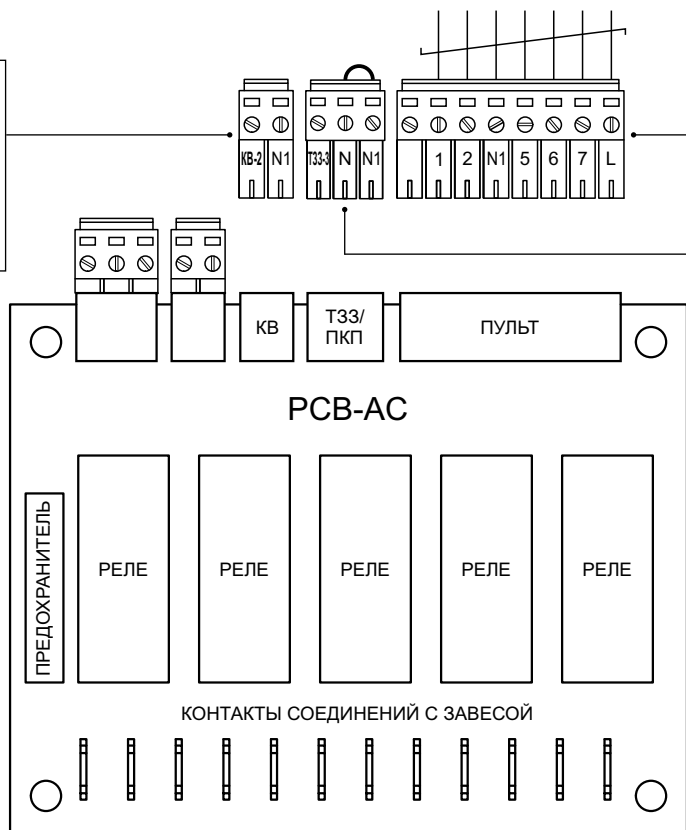 КВ-2 N1 ТЗЗ-3 N N1 1 2 N1 5 6 7 L
КВ
ТЗЗ/
ПКП
ПУЛЬТ
PCB-AC
ПРЕДОХРАНИТЕЛЬ
РЕЛЕ РЕЛЕ РЕЛЕ РЕЛЕ РЕЛЕ
КОНТАКТЫ СОЕДИНЕНИЙ С ЗАВЕСОЙ